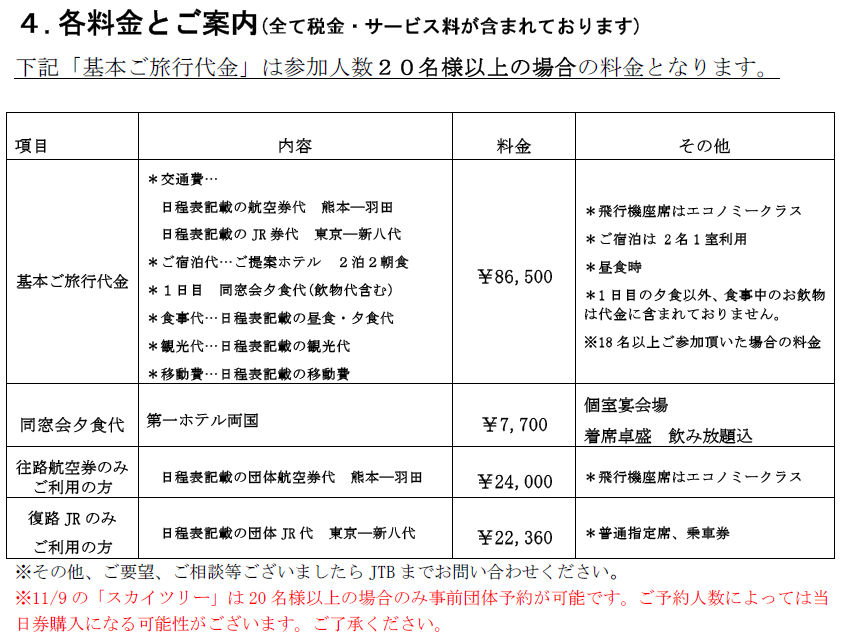 ４．各料金とご案内(全て税金・サービス料が含まれております)
下記「基本ご旅行代金」は参加人数２０名様以上の場合の料金となります。
項目 内容 料金 その他
基本ご旅行代金
＊交通費…
日程表記載の航空券代　熊本―羽田
日程表記載の JR 券代　東京―新八代
＊ご宿泊代…ご提案ホテル　２泊２朝食
＊１日目　同窓会夕食代(飲物代含む)
＊食事代…日程表記載の昼食・夕食代
＊観光代…日程表記載の観光代
＊移動費…日程表記載の移動費
￥86,500
＊飛行機座席はエコノミークラス
＊ご宿泊は 2 名 1 室利用
＊昼食時
＊1 日目の夕食以外、食事中のお飲物
は代金に含まれておりません。
※18 名以上ご参加頂いた場合の料金
同窓会夕食代
第一ホテル両国
￥7,700
個室宴会場
着席卓盛　飲み放題込
往路航空券のみ
ご利用の方
日程表記載の団体航空券代　熊本―羽田
￥24,000
＊飛行機座席はエコノミークラス
復路 JR のみ
ご利用の方
日程表記載の団体 JR 代　東京―新八代
￥22,360
＊普通指定席、乗車券
※その他、ご要望、ご相談等ございましたら JTB までお問い合わせください。
※11/9 の「スカイツリー」は 20 名様以上の場合のみ事前団体予約が可能です。ご予約人数によっては当
日券購入になる可能性がございます。ご了承ください。